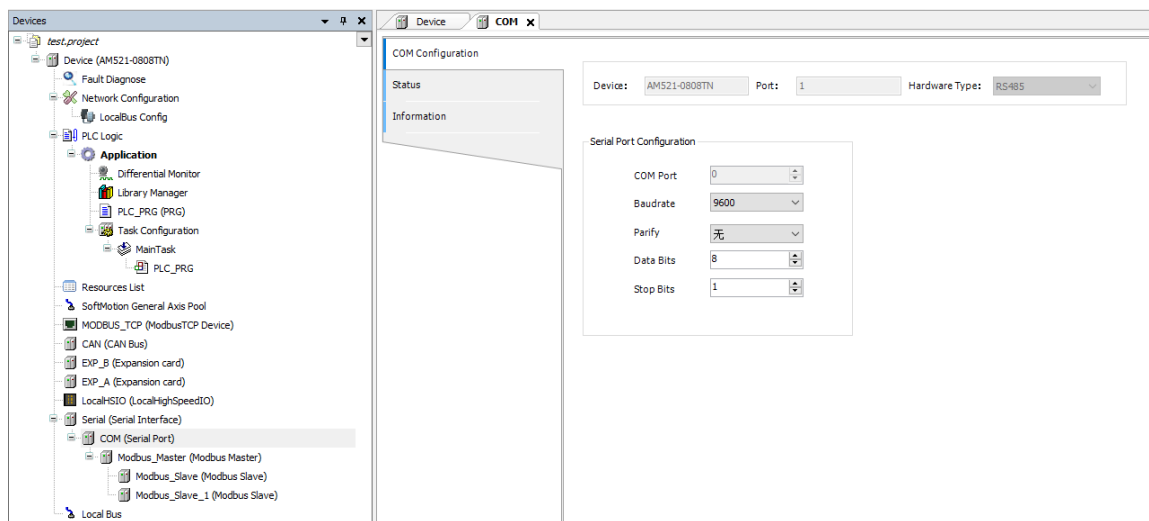 Devices
test.project
Device (AM521-0808TN)
Fault Diagnose
Network Configuration
LocalBus Config
PLC Logic
Application
Differential Monitor
Library Manager
PLC_PRG (PRG)
Task Configuration
MainTask
PLC_PRG
Resources List
SoftMotion General Axis Pool
MODBUS_TCP (ModbusTCP Device)
CAN (CAN Bus)
EXP_B (Expansion card)
EXP_A (Expansion card)
LocalHSIO (LocalHighSpeedIO)
Serial (Serial Interface)
COM (Serial Port)
Modbus_Master (Modbus Master)
Modbus_Slave (Modbus Slave)
Modbus_Slave_1 (Modbus Slave)
Local Bus
Device COM
COM Configuration
Status
Information
Device: AM521-0808TN Port: 1 Hardware Type: RS485
Serial Port Configuration
COM Port 0
Baudrate 9600
Parify 无
Data Bits 8
Stop Bits 1